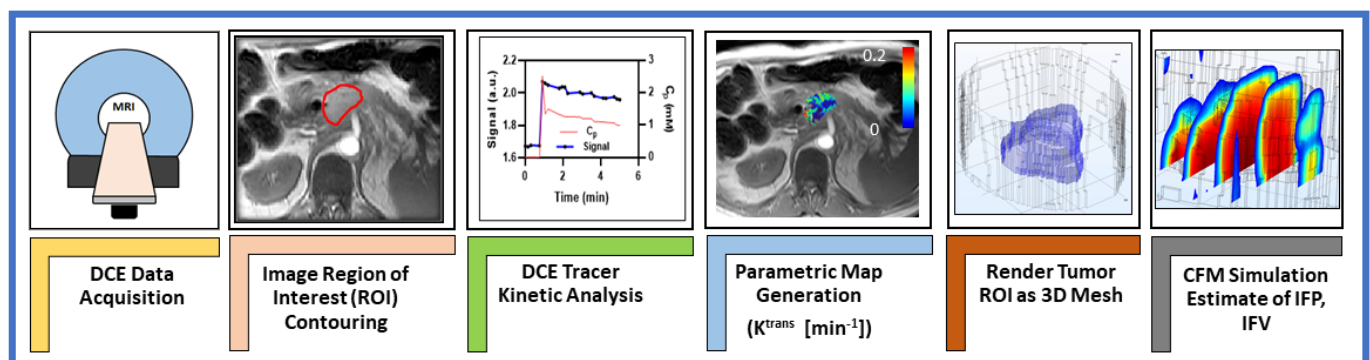 MRI
2.2
2.0
1.8
1.6
Signal (a.u.)
3
2
1
0
Cp (mM)
Cp
Signal
0
2
4
6
Time (min)
0.2
0
DCE Data
Acquisition
Image Region of
Interest (ROI)
Contouring
DCE Tracer
Kinetic Analysis
Parametric Map
Generation
(Kᵗʳᵃⁿˢ [min⁻¹])
Render Tumor
ROI as 3D Mesh
CFM Simulation
Estimate of IFP,
IFV